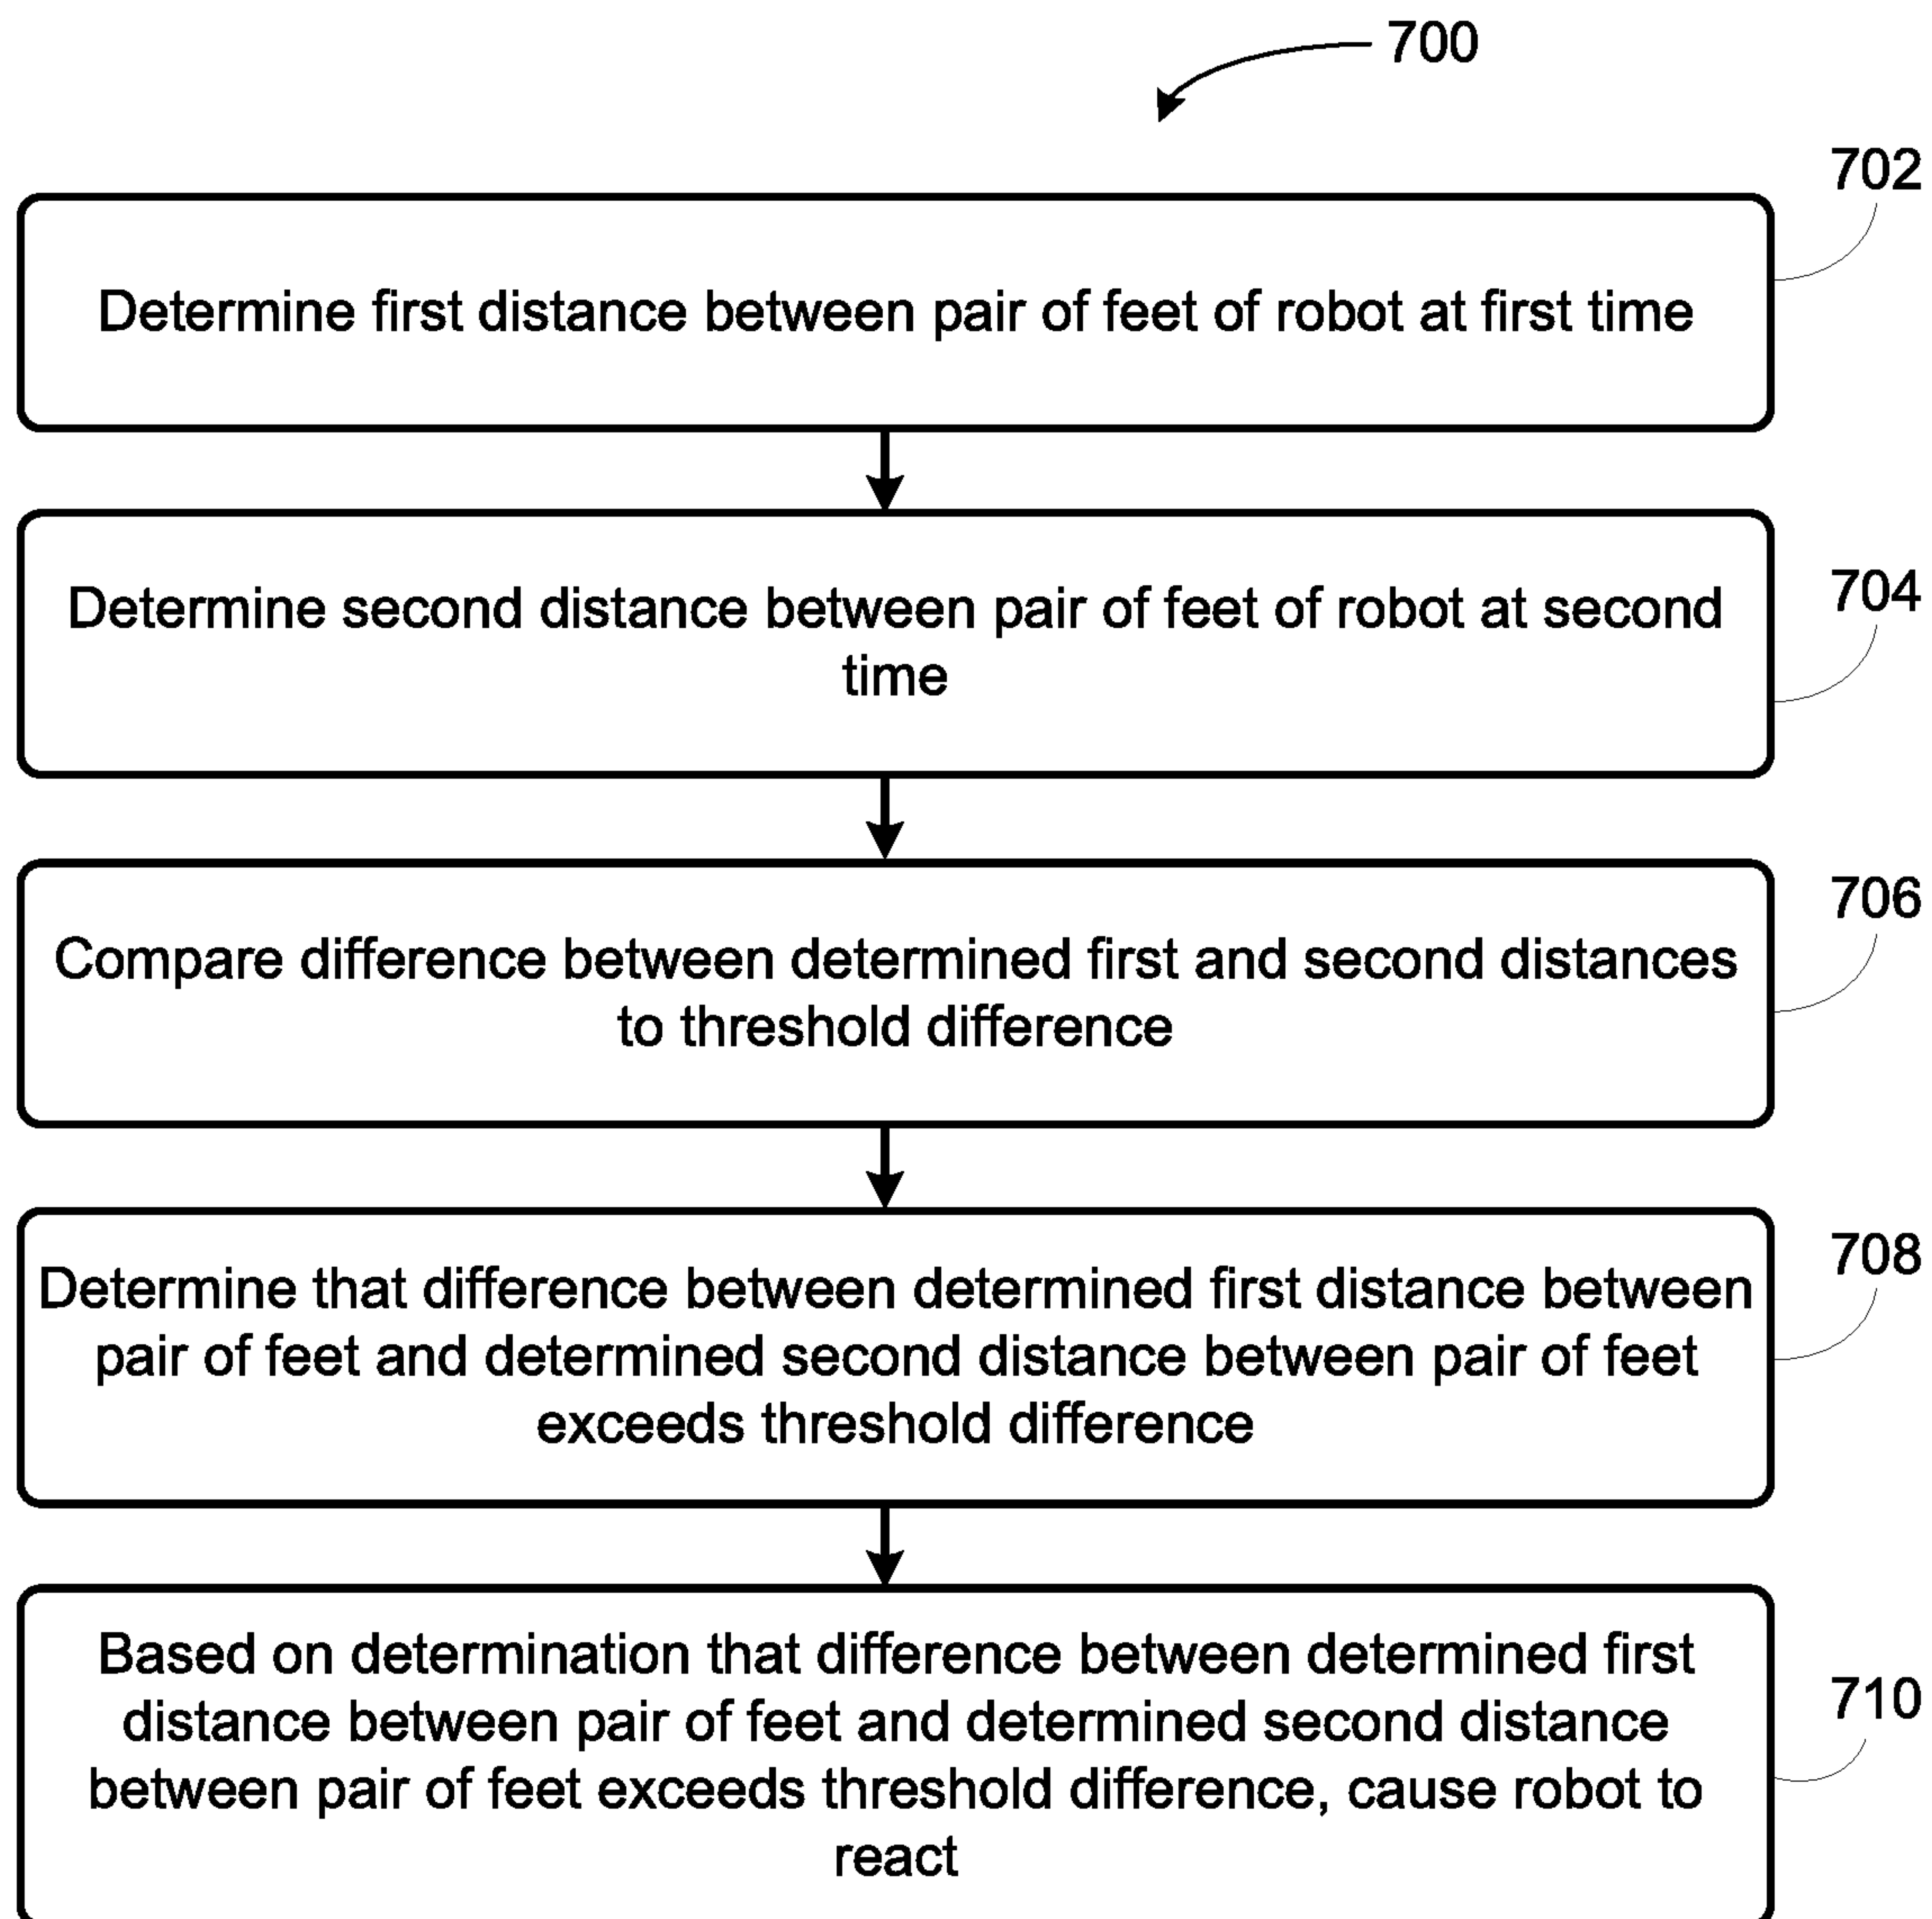 700
702
Determine first distance between pair of feet of robot at first time
704
Determine second distance between pair of feet of robot at second
time
706
Compare difference between determined first and second distances
to threshold difference
708
Determine that difference between determined first distance between
pair of feet and determined second distance between pair of feet
exceeds threshold difference
710
Based on determination that difference between determined first
distance between pair of feet and determined second distance
between pair of feet exceeds threshold difference, cause robot to
react